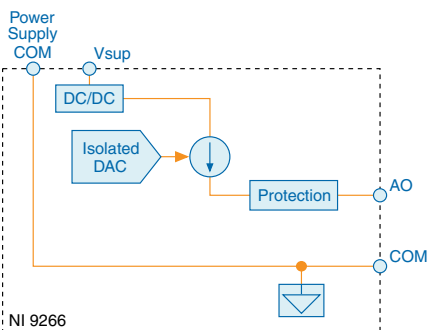 Power
Supply
COM
Vsup
DC/DC
Isolated
DAC
Protection
AO
COM
NI 9266